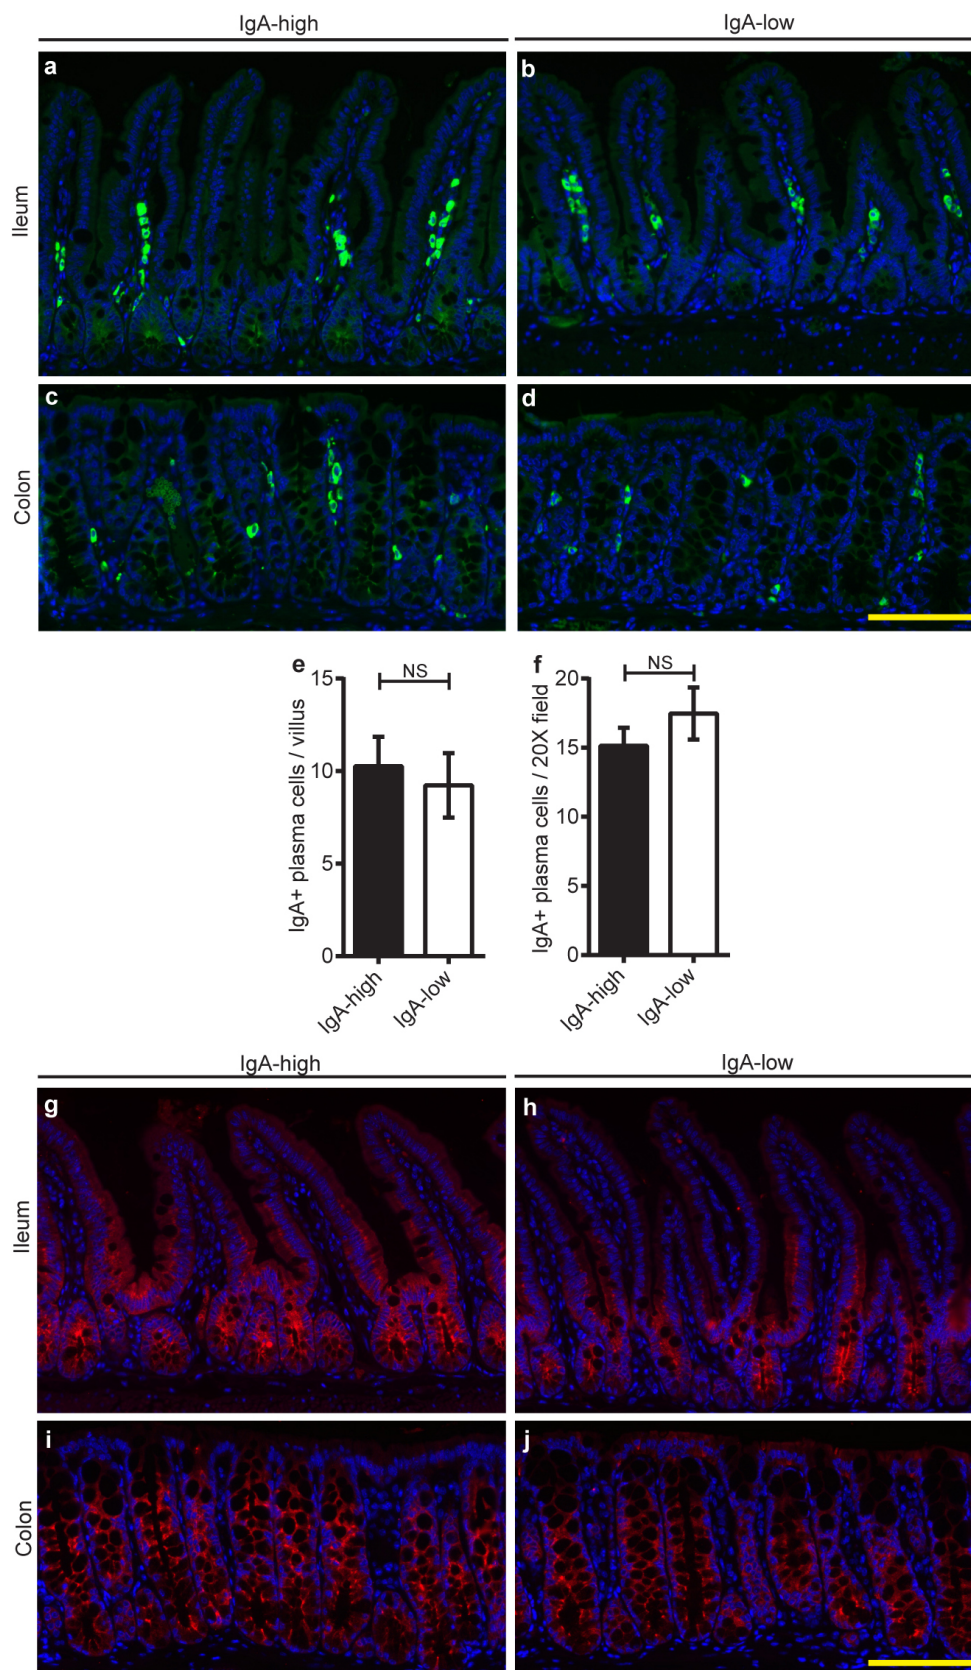 IgA-high
IgA-low
a
b
Ileum
c
d
Colon
e
f
NS
NS
15
10
5
0
IgA+ plasma cells / villus
IgA-high
IgA-low
20
15
10
5
0
IgA+ plasma cells / 20X field
IgA-high
IgA-low
IgA-high
IgA-low
g
h
Ileum
i
j
Colon